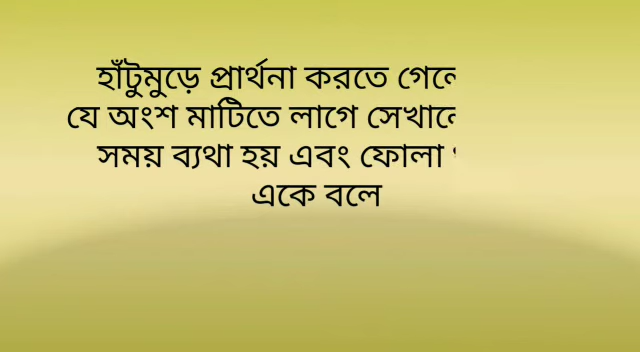 হাঁটুমুড়ে প্রার্থনা করতে
যে অংশ মাটিতে লাগে
সময় ব্যথা হয় এবং ফোলা
একে বলে